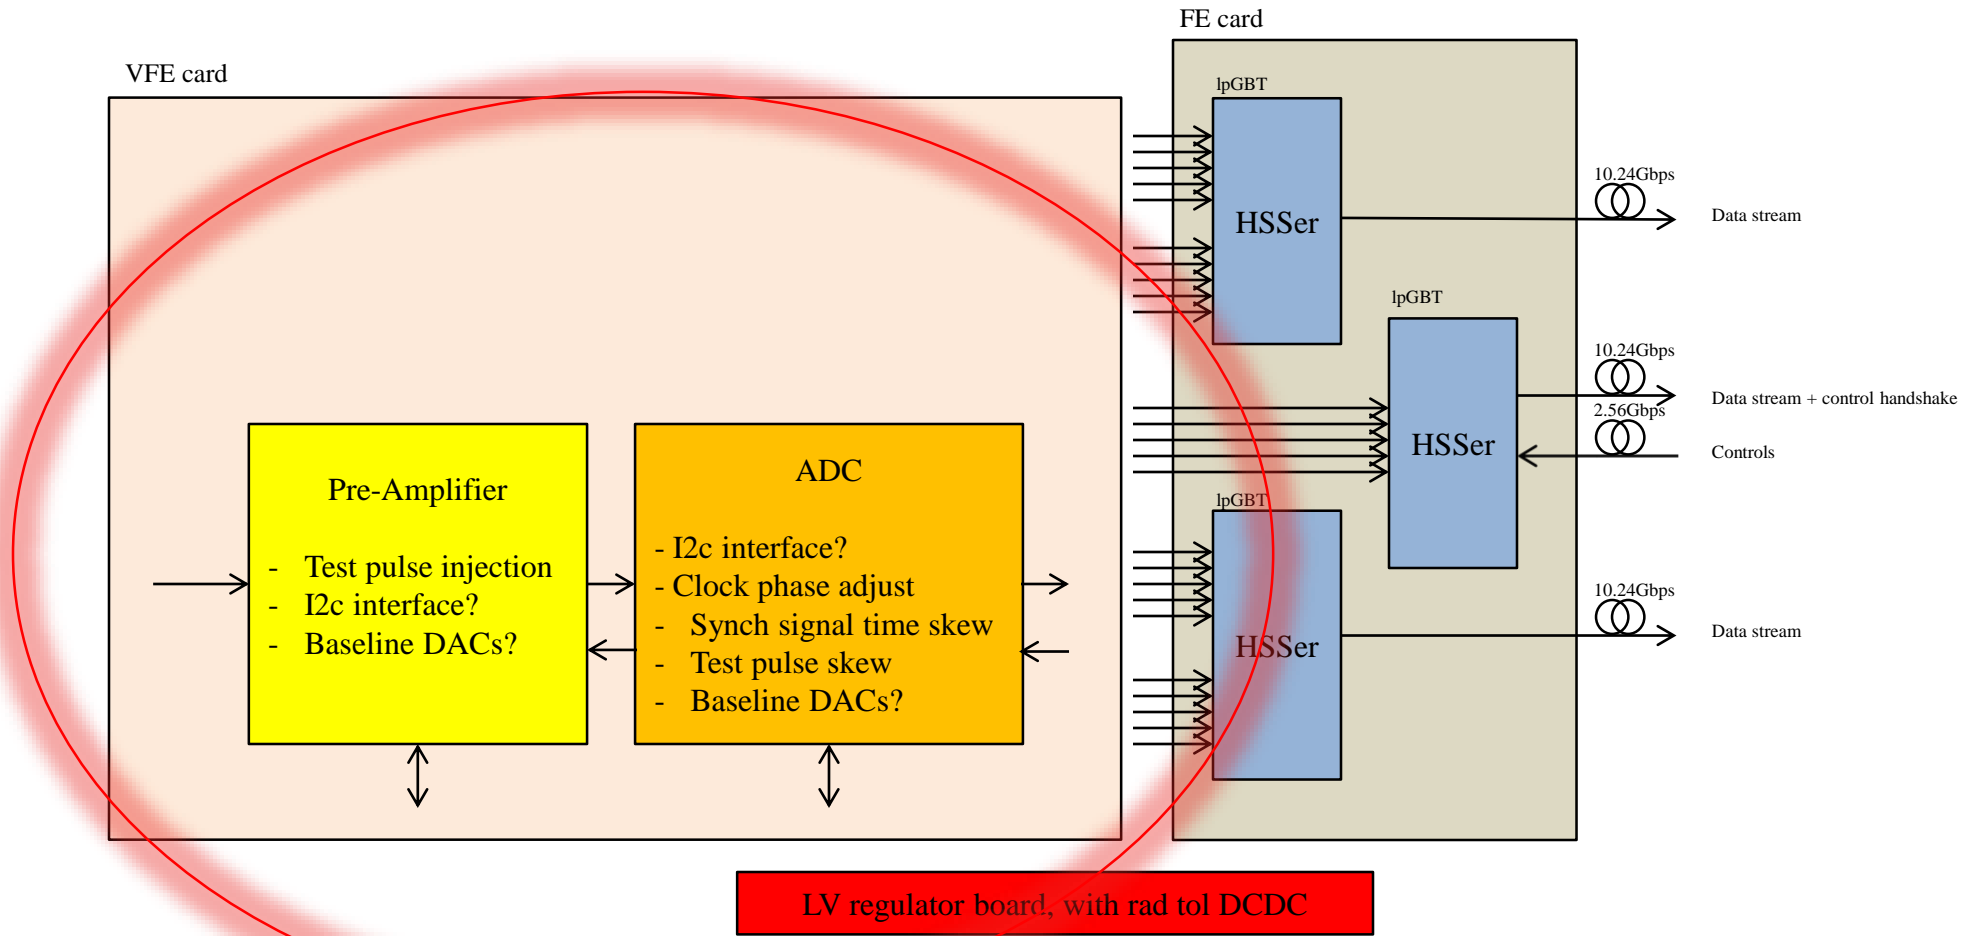 FE card
VFE card
lpGBT
HSSer
10.24Gbps
Data stream
lpGBT
HSSer
10.24Gbps
Data stream + control handshake
2.56Gbps
Controls
Pre-Amplifier
- Test pulse injection
- I2c interface?
- Baseline DACs?
ADC
- I2c interface?
- Clock phase adjust
- Synch signal time skew
- Test pulse skew
- Baseline DACs?
lpGBT
HSSer
10.24Gbps
Data stream
LV regulator board, with rad tol DCDC